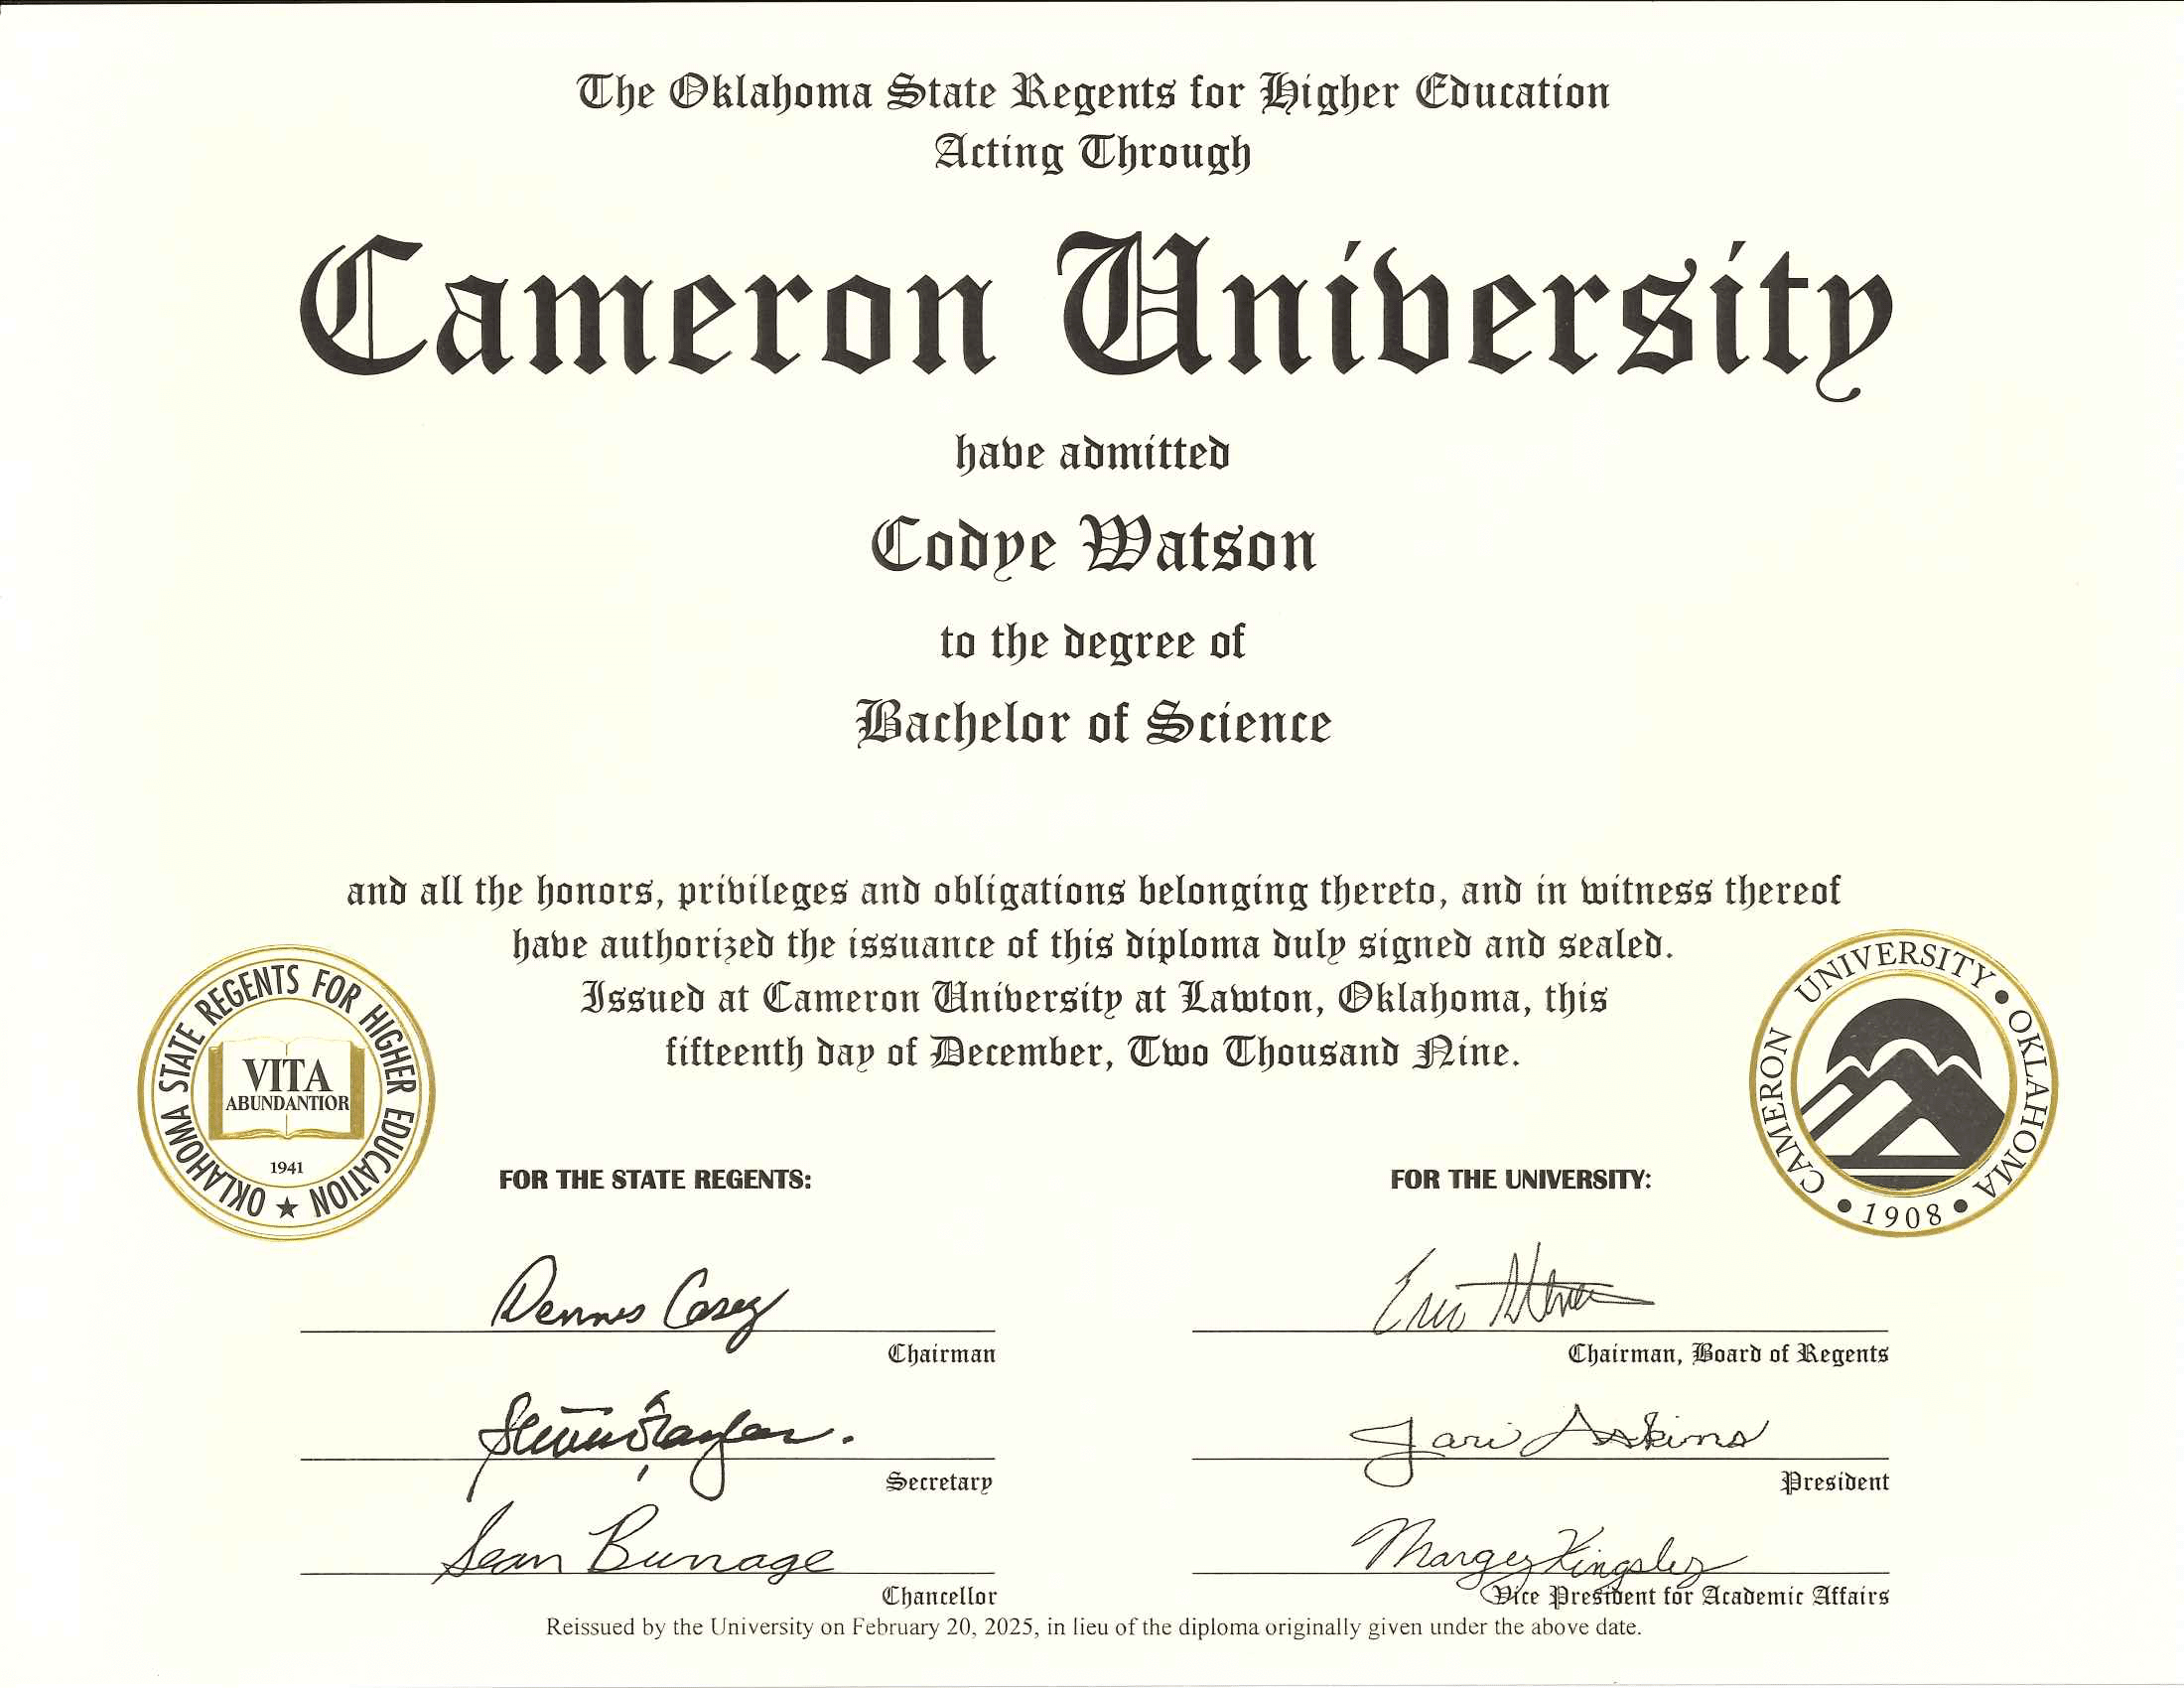 The Oklahoma State Regents for Higher Education
Acting Through
Cameron University
have admitted
Codye Watson
to the degree of
Bachelor of Science
and all the honors, privileges and obligations belonging thereto, and in witness thereof
have authorized the issuance of this diploma duly signed and sealed.
Issued at Cameron University at Lawton, Oklahoma, this
fifteenth day of December, Two Thousand Nine.
OKLAHOMA STATE REGENTS FOR HIGHER EDUCATION
VITA
ABUNDANTIOR
1941
CAMERON UNIVERSITY • OKLAHOMA
• 1908 •
FOR THE STATE REGENTS:
FOR THE UNIVERSITY:
Dennis Casey
Chairman
Eric
Chairman, Board of Regents
Steven Taylor
Secretary
Jari Askins
President
Sean Burrage
Chancellor
Margery Kingsley
Vice President for Academic Affairs
Reissued by the University on February 20, 2025, in lieu of the diploma originally given under the above date.